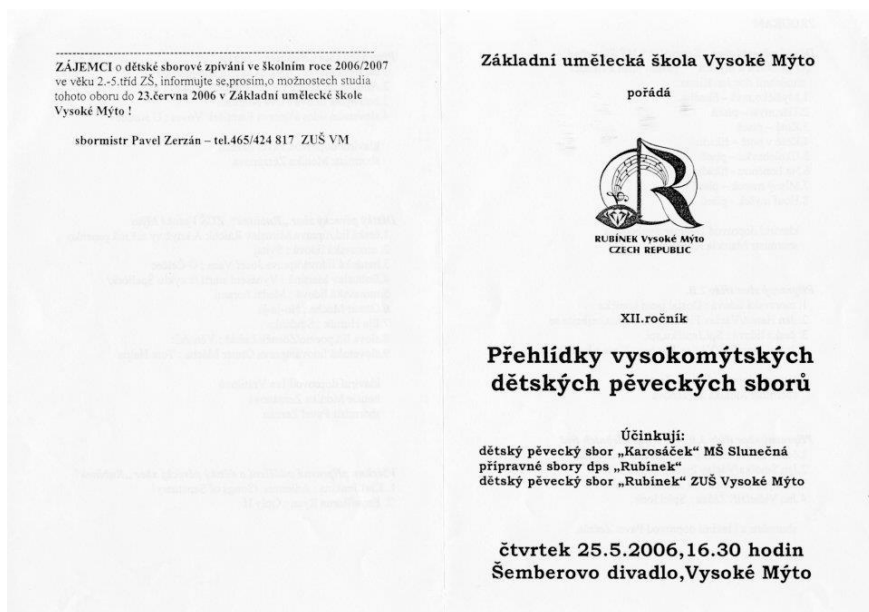 ZÁJEMCI o dětské sborové zpívání ve školním roce 2006/2007
ve věku 2.-5.tříd ZŠ, informujte se,prosím,o možnostech studia
tohoto oboru do 23.června 2006 v Základní umělecké škole
Vysoké Mýto !
sbormistr Pavel Zerzán – tel.465/424 817 ZUŠ VM
Základní umělecká škola Vysoké Mýto
pořádá
R
RUBÍNEK Vysoké Mýto
CZECH REPUBLIC
XII.ročník
Přehlídky vysokomýtských
dětských pěveckých sborů
Účinkují:
dětský pěvecký sbor „Karosáček" MŠ Slunečná
přípravné sbory dps „Rubínek"
dětský pěvecký sbor „Rubínek" ZUŠ Vysoké Mýto
čtvrtek 25.5.2006,16.30 hodin
Šemberovo divadlo,Vysoké Mýto